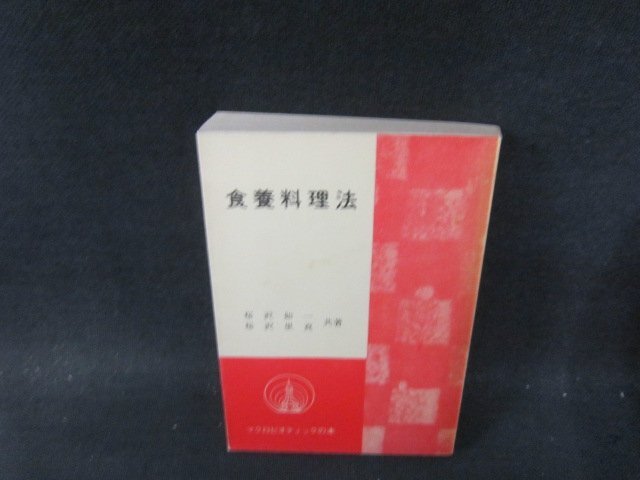 食養料理法
桜沢如一
桜沢里真 共著
マクロビオティックの本